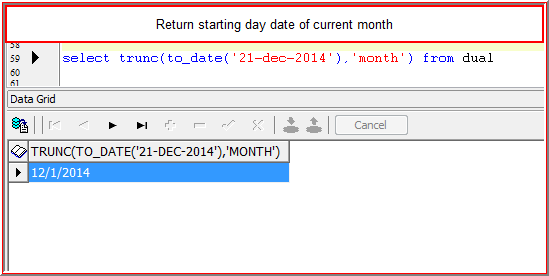 Return starting day date of current month
58
59 select trunc(to_date('21-dec-2014'),'month') from dual
60
61
Data Grid
Cancel
TRUNC(TO_DATE('21-DEC-2014'),'MONTH')
12/1/2014